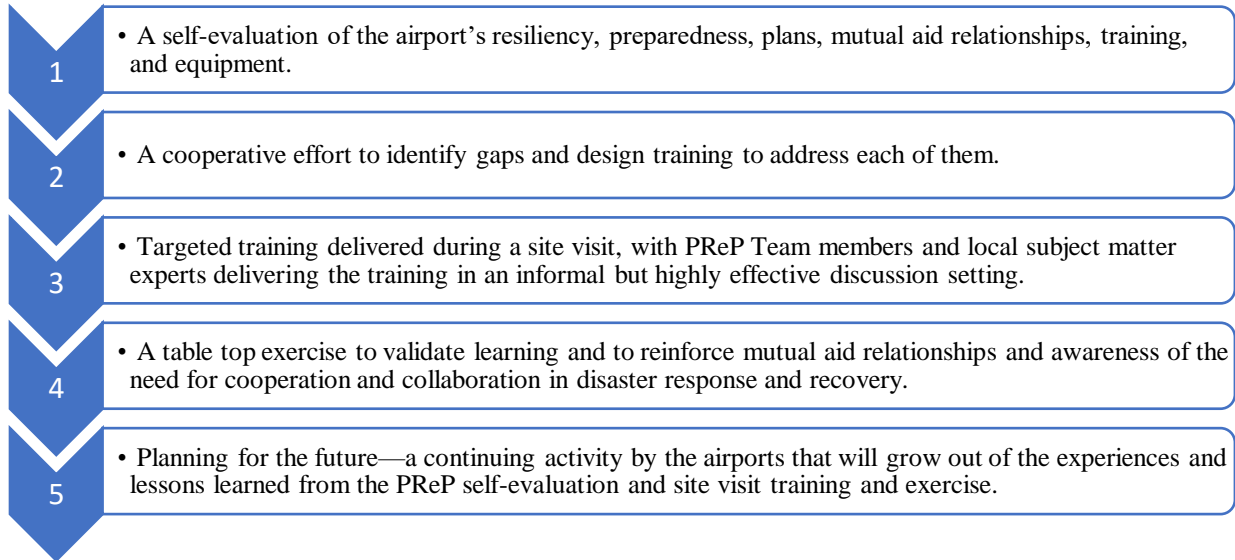 1
• A self-evaluation of the airport’s resiliency, preparedness, plans, mutual aid relationships, training,
and equipment.
2
• A cooperative effort to identify gaps and design training to address each of them.
3
• Targeted training delivered during a site visit, with PReP Team members and local subject matter
experts delivering the training in an informal but highly effective discussion setting.
4
• A table top exercise to validate learning and to reinforce mutual aid relationships and awareness of the
need for cooperation and collaboration in disaster response and recovery.
5
• Planning for the future—a continuing activity by the airports that will grow out of the experiences and
lessons learned from the PReP self-evaluation and site visit training and exercise.